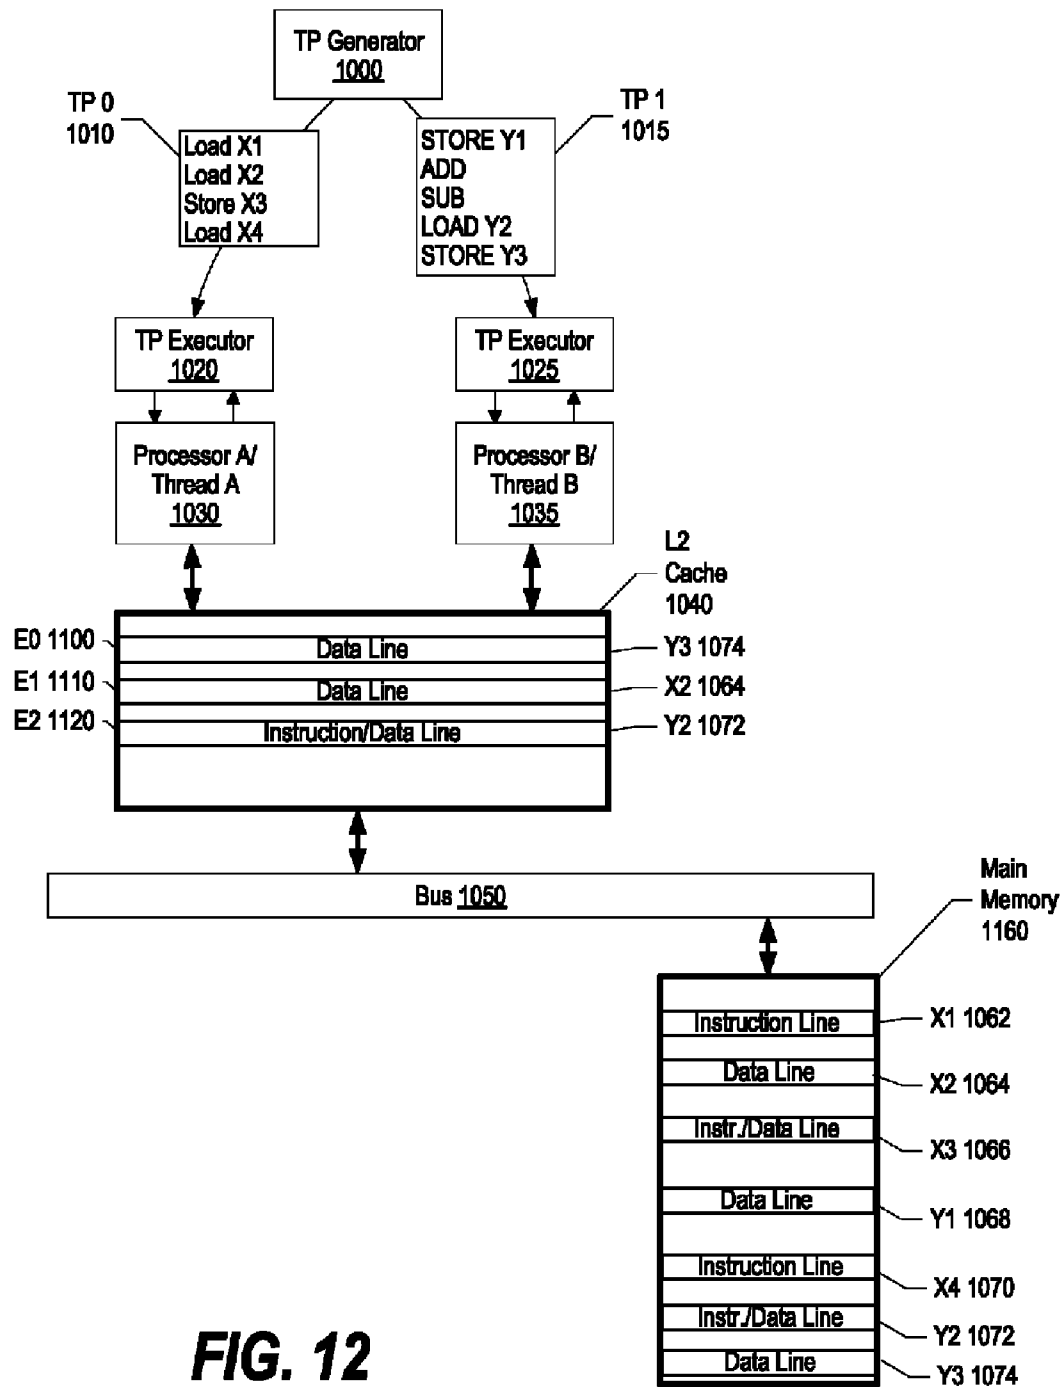 TP Generator
1000
TP 0
1010
TP 1
1015
Load X1
Load X2
Store X3
Load X4
STORE Y1
ADD
SUB
LOAD Y2
STORE Y3
TP Executor
1020
TP Executor
1025
Processor A/
Thread A
1030
Processor B/
Thread B
1035
L2
Cache
1040
E0 1100
Data Line
Y3 1074
E1 1110
Data Line
X2 1064
E2 1120
Instruction/Data Line
Y2 1072
Bus 1050
Main
Memory
1160
Instruction Line
X1 1062
Data Line
X2 1064
Instr./Data Line
X3 1066
Data Line
Y1 1068
Instruction Line
X4 1070
Instr./Data Line
Y2 1072
Data Line
Y3 1074
FIG. 12